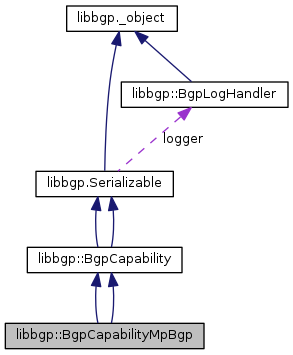 libbgp._object
libbgp::BgpLogHandler
logger
libbgp.Serializable
libbgp::BgpCapability
libbgp::BgpCapabilityMpBgp